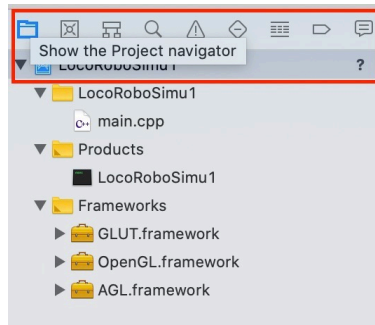 Show the Project navigator
LocoRoboSimu1
?
LocoRoboSimu1
C++
main.cpp
Products
LocoRoboSimu1
Frameworks
GLUT.framework
OpenGL.framework
AGL.framework